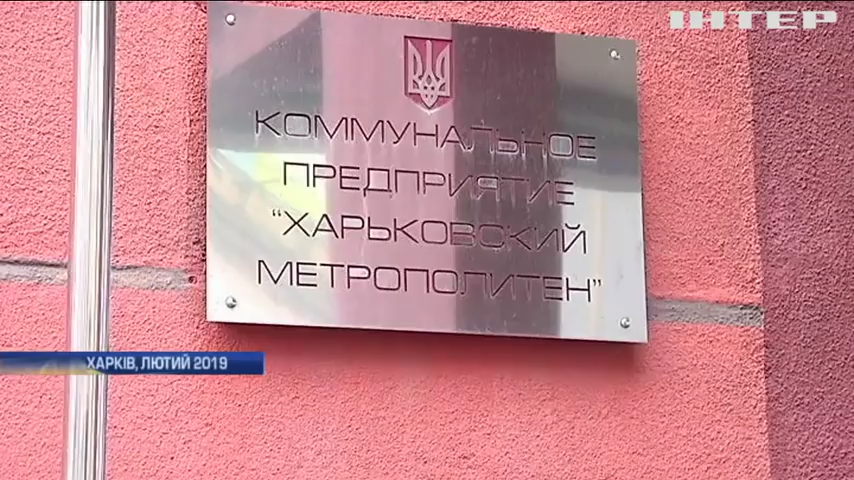 ІНТЕР
КОММУНАЛЬНОЕ
ПРЕДПРИЯТИЕ
“ХАРЬКОВСКИЙ
МЕТРОПОЛИТЕН”
ХАРКІВ, ЛЮТИЙ 2019